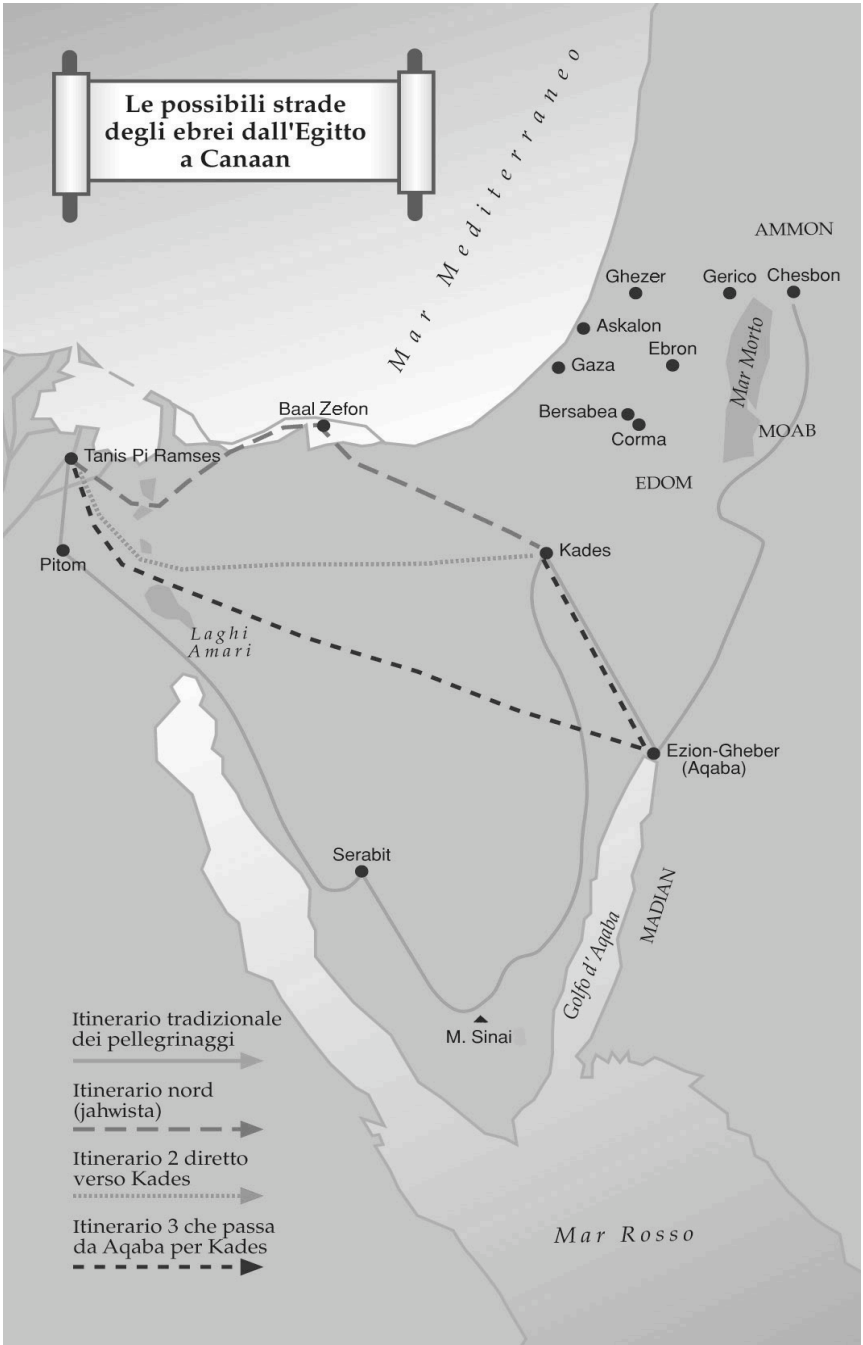 Le possibili strade
degli ebrei dall'Egitto
a Canaan
Mar Mediterraneo
AMMON
Ghezer
Gerico
Chesbon
Askalon
Mar Morto
Ebron
Gaza
Baal Zefon
Bersabea
Corma
MOAB
Tanis Pi Ramses
EDOM
Kades
Pitom
Laghi
Amari
Ezion-Gheber
(Aqaba)
Serabit
MADIAN
Golfo d'Aqaba
M. Sinai
Itinerario tradizionale
dei pellegrinaggi
Itinerario nord
(jahwista)
Itinerario 2 diretto
verso Kades
Itinerario 3 che passa
da Aqaba per Kades
Mar Rosso